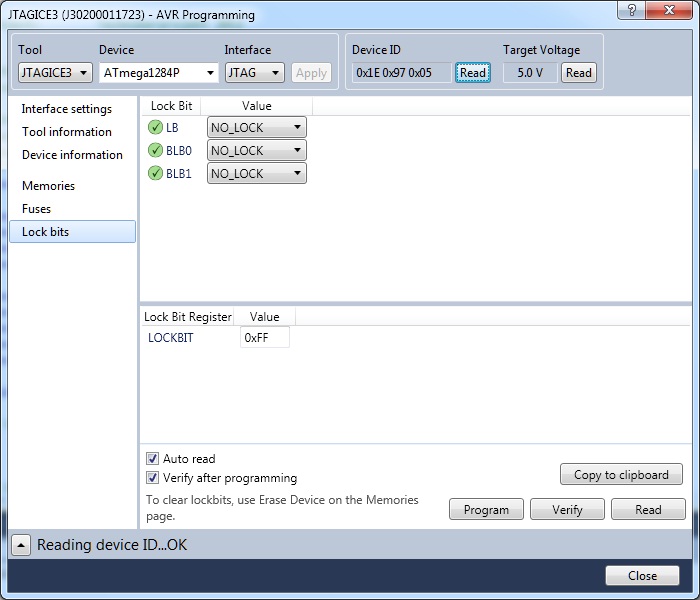 JTAGICE3 (J30200011723) - AVR Programming
Tool Device Interface Device ID Target Voltage
JTAGICE3 ATmega1284P JTAG Apply 0x1E 0x97 0x05 Read 5.0 V Read
Interface settings
Tool information
Device information
Memories
Fuses
Lock bits
Lock Bit Value
LB NO_LOCK
BLB0 NO_LOCK
BLB1 NO_LOCK
Lock Bit Register Value
LOCKBIT 0xFF
Auto read
Verify after programming
Copy to clipboard
To clear lockbits, use Erase Device on the Memories
page.
Program Verify Read
Reading device ID...OK
Close